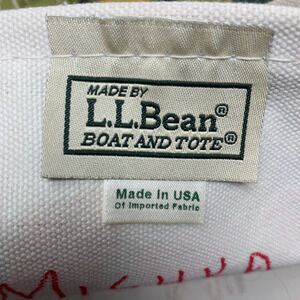 MADE BY
L.L.Bean®
BOAT AND TOTE®
Made in USA
Of Imported Fabric